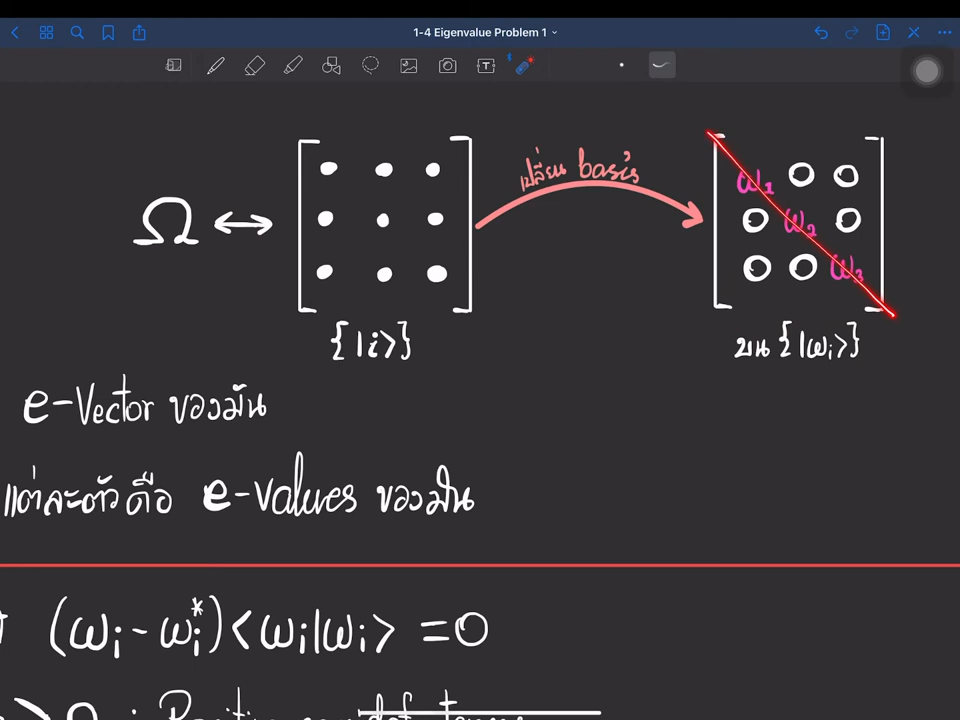 1-4 Eigenvalue Problem 1
เปลี่ยน basis
Ω ↔ [ • • • ] [ ω₁ 0 0 ]
[ • • • ] [ 0 ω₂ 0 ]
[ • • • ] [ 0 0 ω₃ ]
{|i>} บน {|ωᵢ>}
e-Vector ของมัน
แต่ละตัวคือ e-values ของมัน
(ωᵢ-ωᵢ*)<ωᵢ|ωᵢ> =0
> 0 :